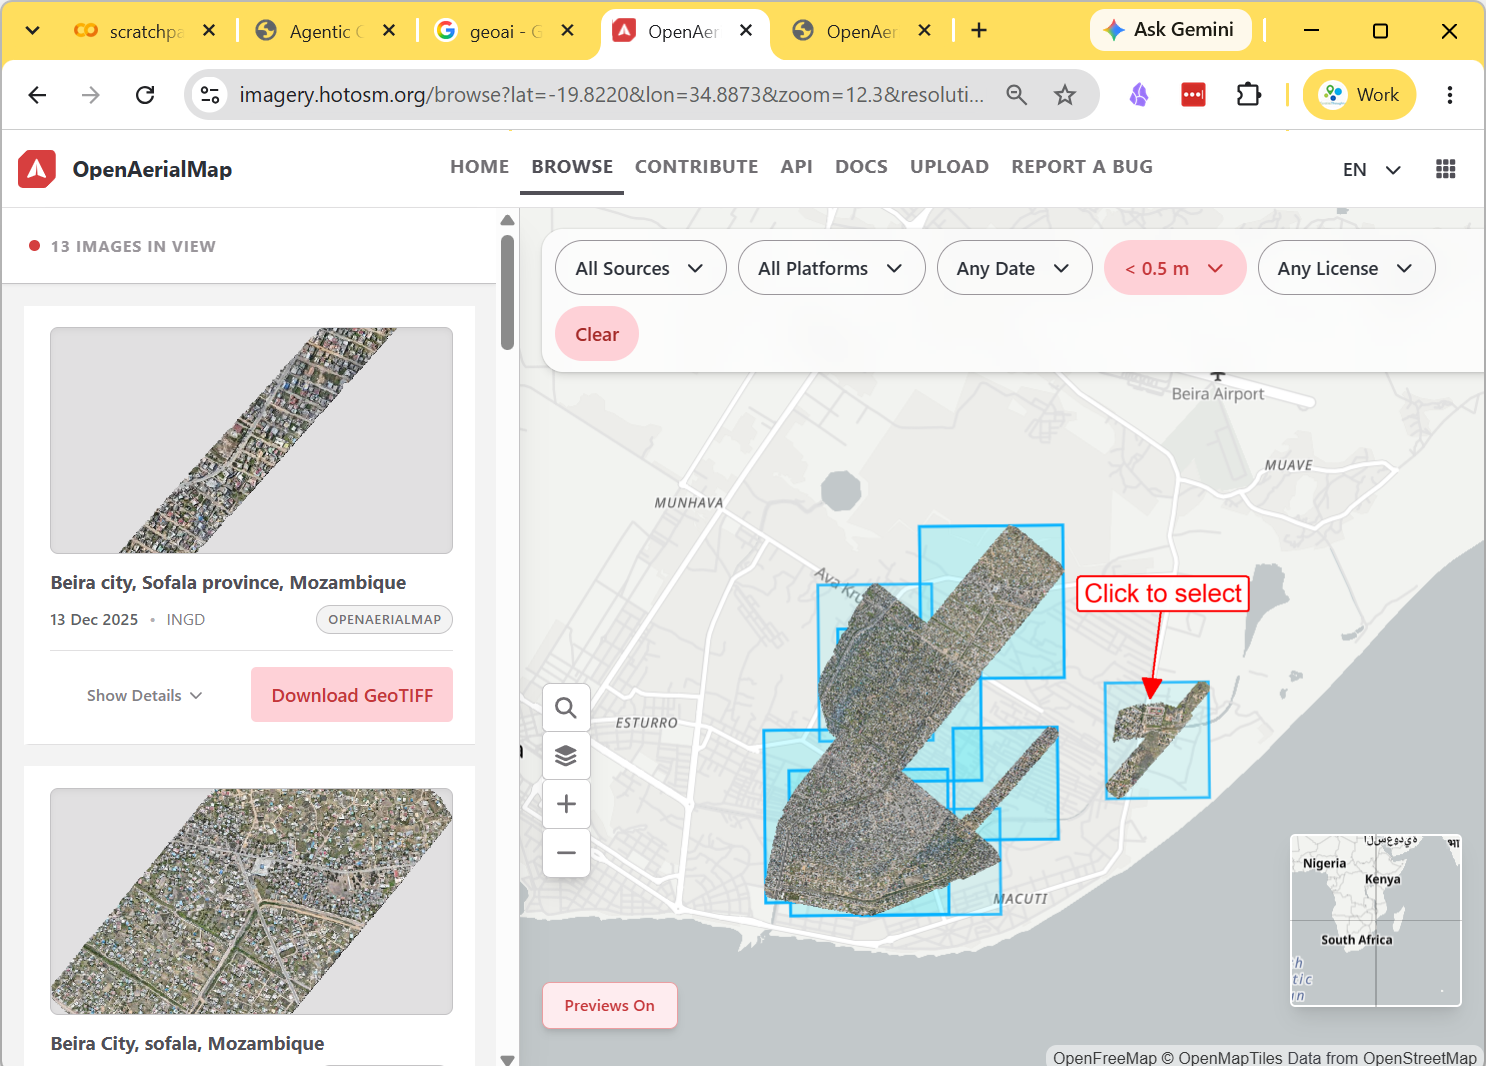 scratchpa
Agentic
geoai - G
OpenAer
OpenAer
Ask Gemini
imagery.hotosm.org/browse?lat=-19.8220&lon=34.8873&zoom=12.3&resoluti...
Work
OpenAerialMap
HOME BROWSE CONTRIBUTE API DOCS UPLOAD REPORT A BUG
EN
13 IMAGES IN VIEW
All Sources
All Platforms
Any Date
< 0.5 m
Any License
Clear
Beira city, Sofala province, Mozambique
13 Dec 2025 • INGD
OPENAERIALMAP
Show Details
Download GeoTIFF
Beira City, sofala, Mozambique
Beira Airport
MUAVE
MUNHAVA
Ava Kru
Click to select
ESTURRO
MACUTI
Previews On
السعودية
Nigeria
Kenya
South Africa
OpenFreeMap © OpenMapTiles Data from OpenStreetMap